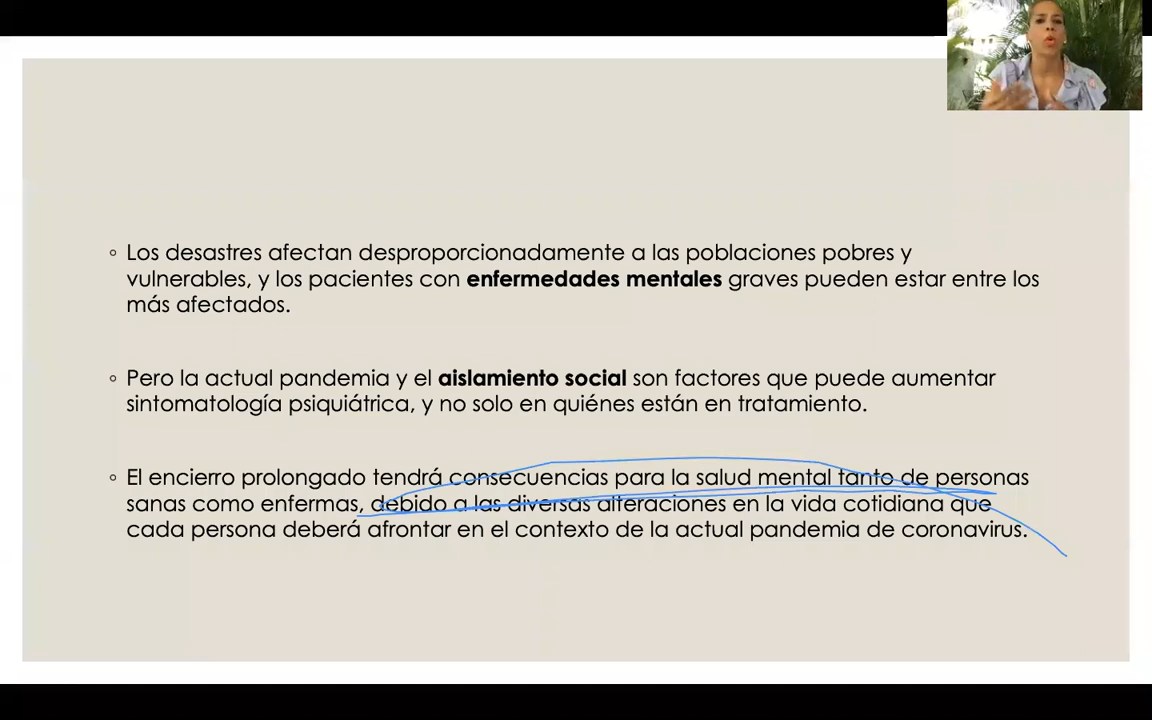 ◦ Los desastres afectan desproporcionadamente a las poblaciones pobres y
vulnerables, y los pacientes con enfermedades mentales graves pueden estar entre los
más afectados.
◦ Pero la actual pandemia y el aislamiento social son factores que puede aumentar
sintomatología psiquiátrica, y no solo en quiénes están en tratamiento.
◦ El encierro prolongado tendrá consecuencias para la salud mental tanto de personas
sanas como enfermas, debido a las diversas alteraciones en la vida cotidiana que
cada persona deberá afrontar en el contexto de la actual pandemia de coronavirus.